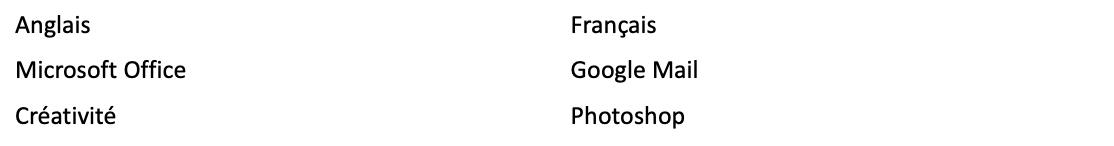 Anglais Français
Microsoft Office Google Mail
Créativité Photoshop